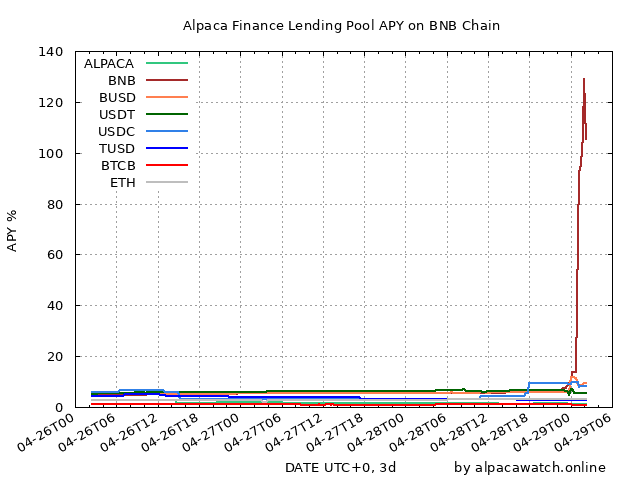 Alpaca Finance Lending Pool APY on BNB Chain
140
120
100
80
60
40
20
0
APY %
ALPACA
BNB
BUSD
USDT
USDC
TUSD
BTCB
ETH
04-26T00
04-26T06
04-26T12
04-26T18
04-27T00
04-27T06
04-27T12
04-27T18
04-28T00
04-28T06
04-28T12
04-28T18
04-29T00
04-29T06
DATE UTC+0, 3d by alpacawatch.online